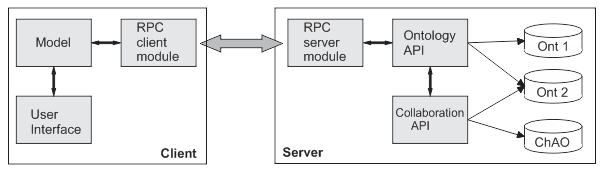 Model
RPC
client
module
User
Interface
Client
RPC
server
module
Ontology
API
Collaboration
API
Ont 1
Ont 2
ChAO
Server